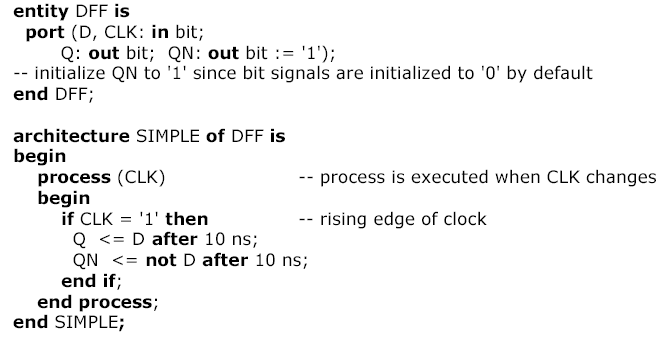 entity DFF is
port (D, CLK: in bit;
Q: out bit; QN: out bit := '1');
-- initialize QN to '1' since bit signals are initialized to '0' by default
end DFF;
architecture SIMPLE of DFF is
begin
process (CLK) -- process is executed when CLK changes
begin
if CLK = '1' then -- rising edge of clock
Q <= D after 10 ns;
QN <= not D after 10 ns;
end if;
end process;
end SIMPLE;